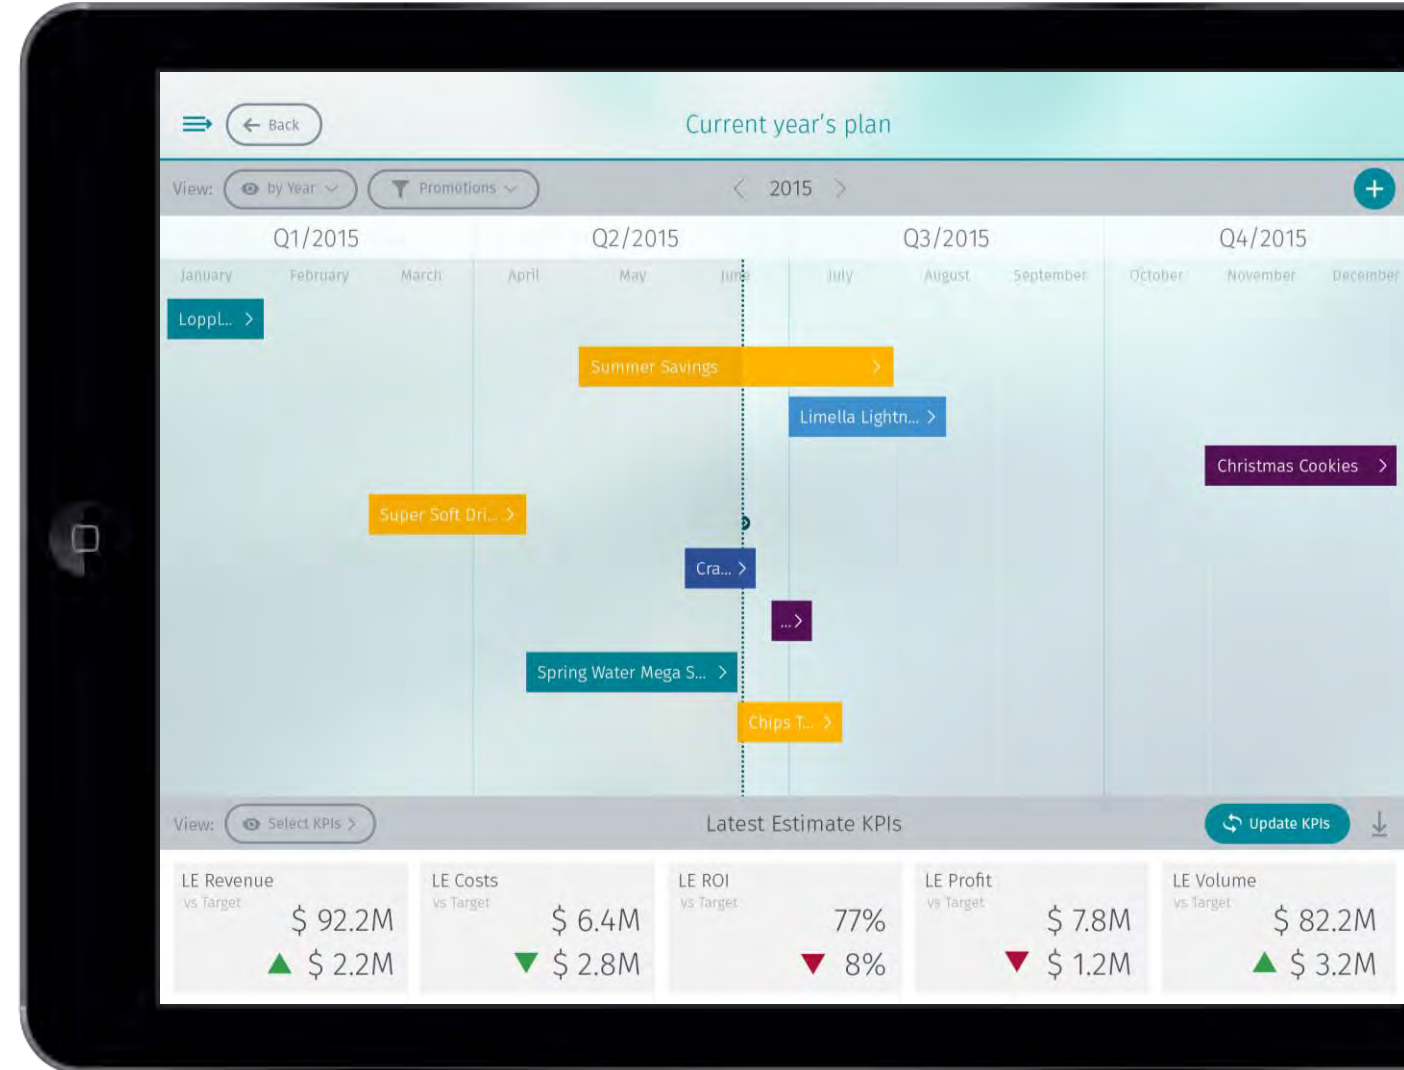 Back
Current year's plan
View: by Year Promotions 2015
Q1/2015 Q2/2015 Q3/2015 Q4/2015
January February March April May June July August September October November December
Loppl...
Summer Savings
Limella Lightn...
Christmas Cookies
Super Soft Dri...
Cra...
...
Spring Water Mega S...
Chips T...
View: Select KPIs Latest Estimate KPIs Update KPIs
LE Revenue LE Costs LE ROI LE Profit LE Volume
vs Target vs Target vs Target vs Target vs Target
$ 92.2M $ 6.4M 77% $ 7.8M $ 82.2M
$ 2.2M $ 2.8M 8% $ 1.2M $ 3.2M